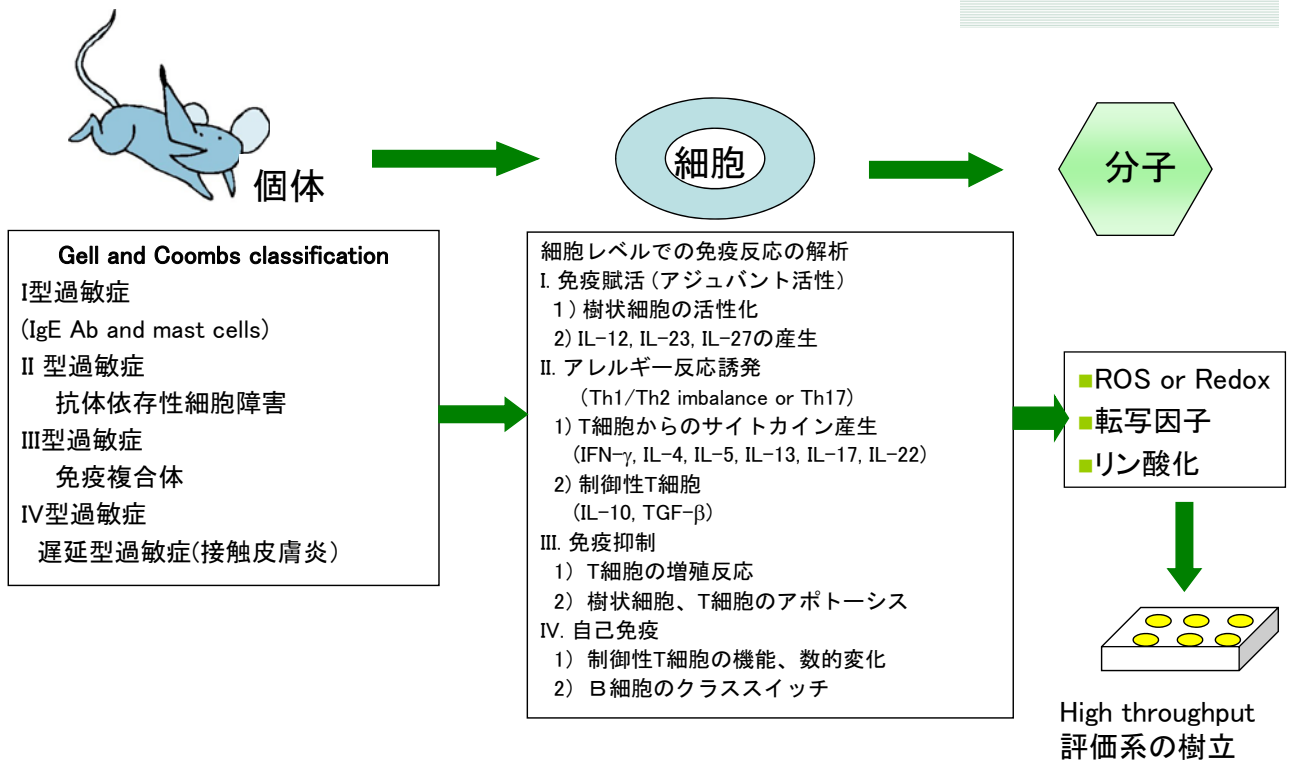 個体
細胞
分子
Gell and Coombs classification
I型過敏症
(IgE Ab and mast cells)
II 型過敏症
抗体依存性細胞障害
III型過敏症
免疫複合体
IV型過敏症
遅延型過敏症(接触皮膚炎)
細胞レベルでの免疫反応の解析
I. 免疫賦活 (アジュバント活性)
1) 樹状細胞の活性化
2) IL-12, IL-23, IL-27の産生
II. アレルギー反応誘発
(Th1/Th2 imbalance or Th17)
1) T細胞からのサイトカイン産生
(IFN-γ, IL-4, IL-5, IL-13, IL-17, IL-22)
2) 制御性T細胞
(IL-10, TGF-β)
III. 免疫抑制
1) T細胞の増殖反応
2) 樹状細胞、T細胞のアポトーシス
IV. 自己免疫
1) 制御性T細胞の機能、数的変化
2) B細胞のクラススイッチ
■ROS or Redox
■転写因子
■リン酸化
High throughput
評価系の樹立